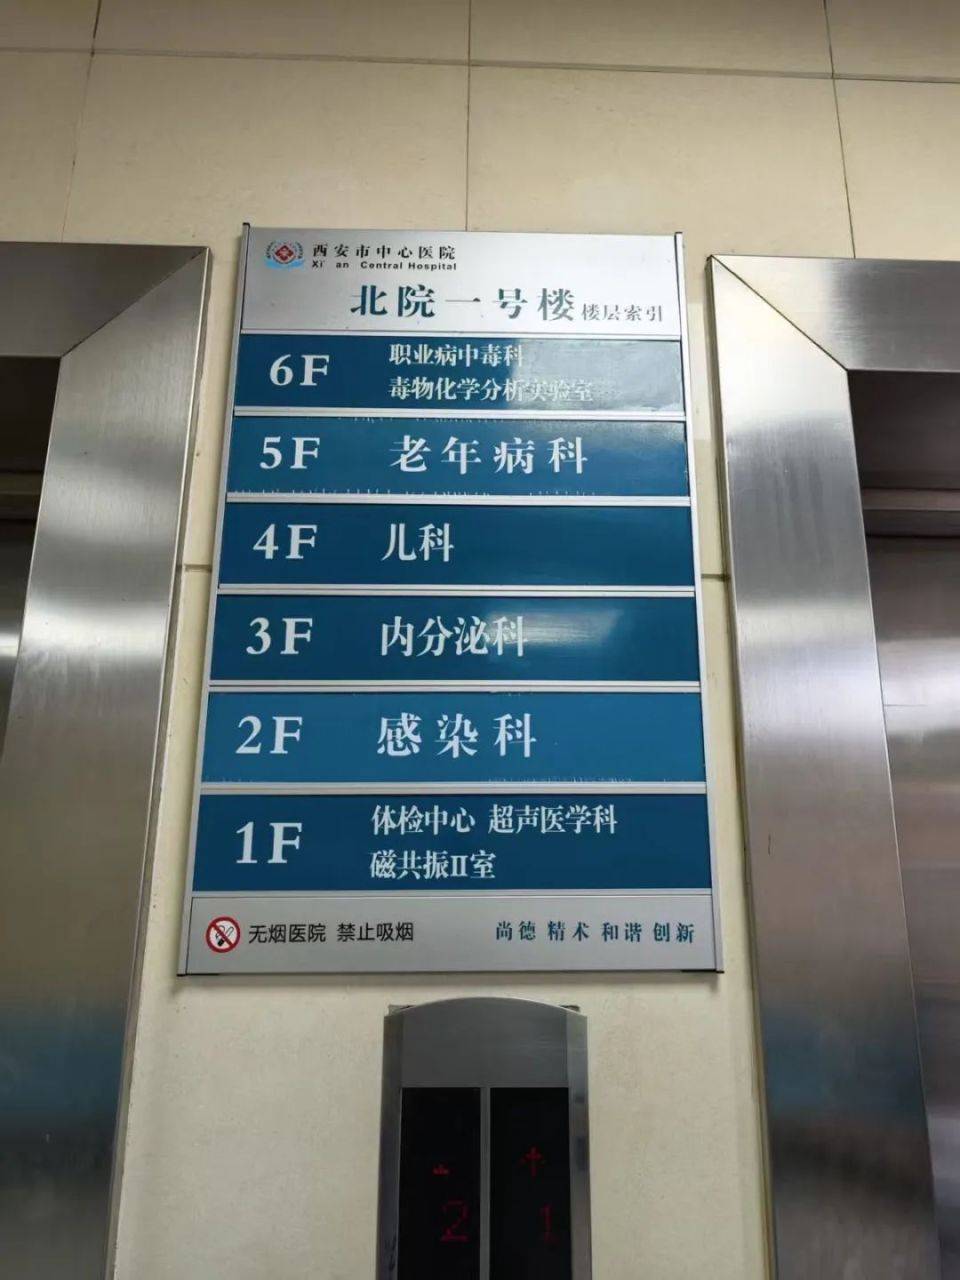 西安市中心医院
Xi'an Central Hospital
北院一号楼 楼层索引
6F 职业病中毒科
毒物化学分析实验室
5F 老年病科
4F 儿科
3F 内分泌科
2F 感染科
1F 体检中心 超声医学科
磁共振II室
无烟医院 禁止吸烟 尚德 精术 和谐 创新
2 1